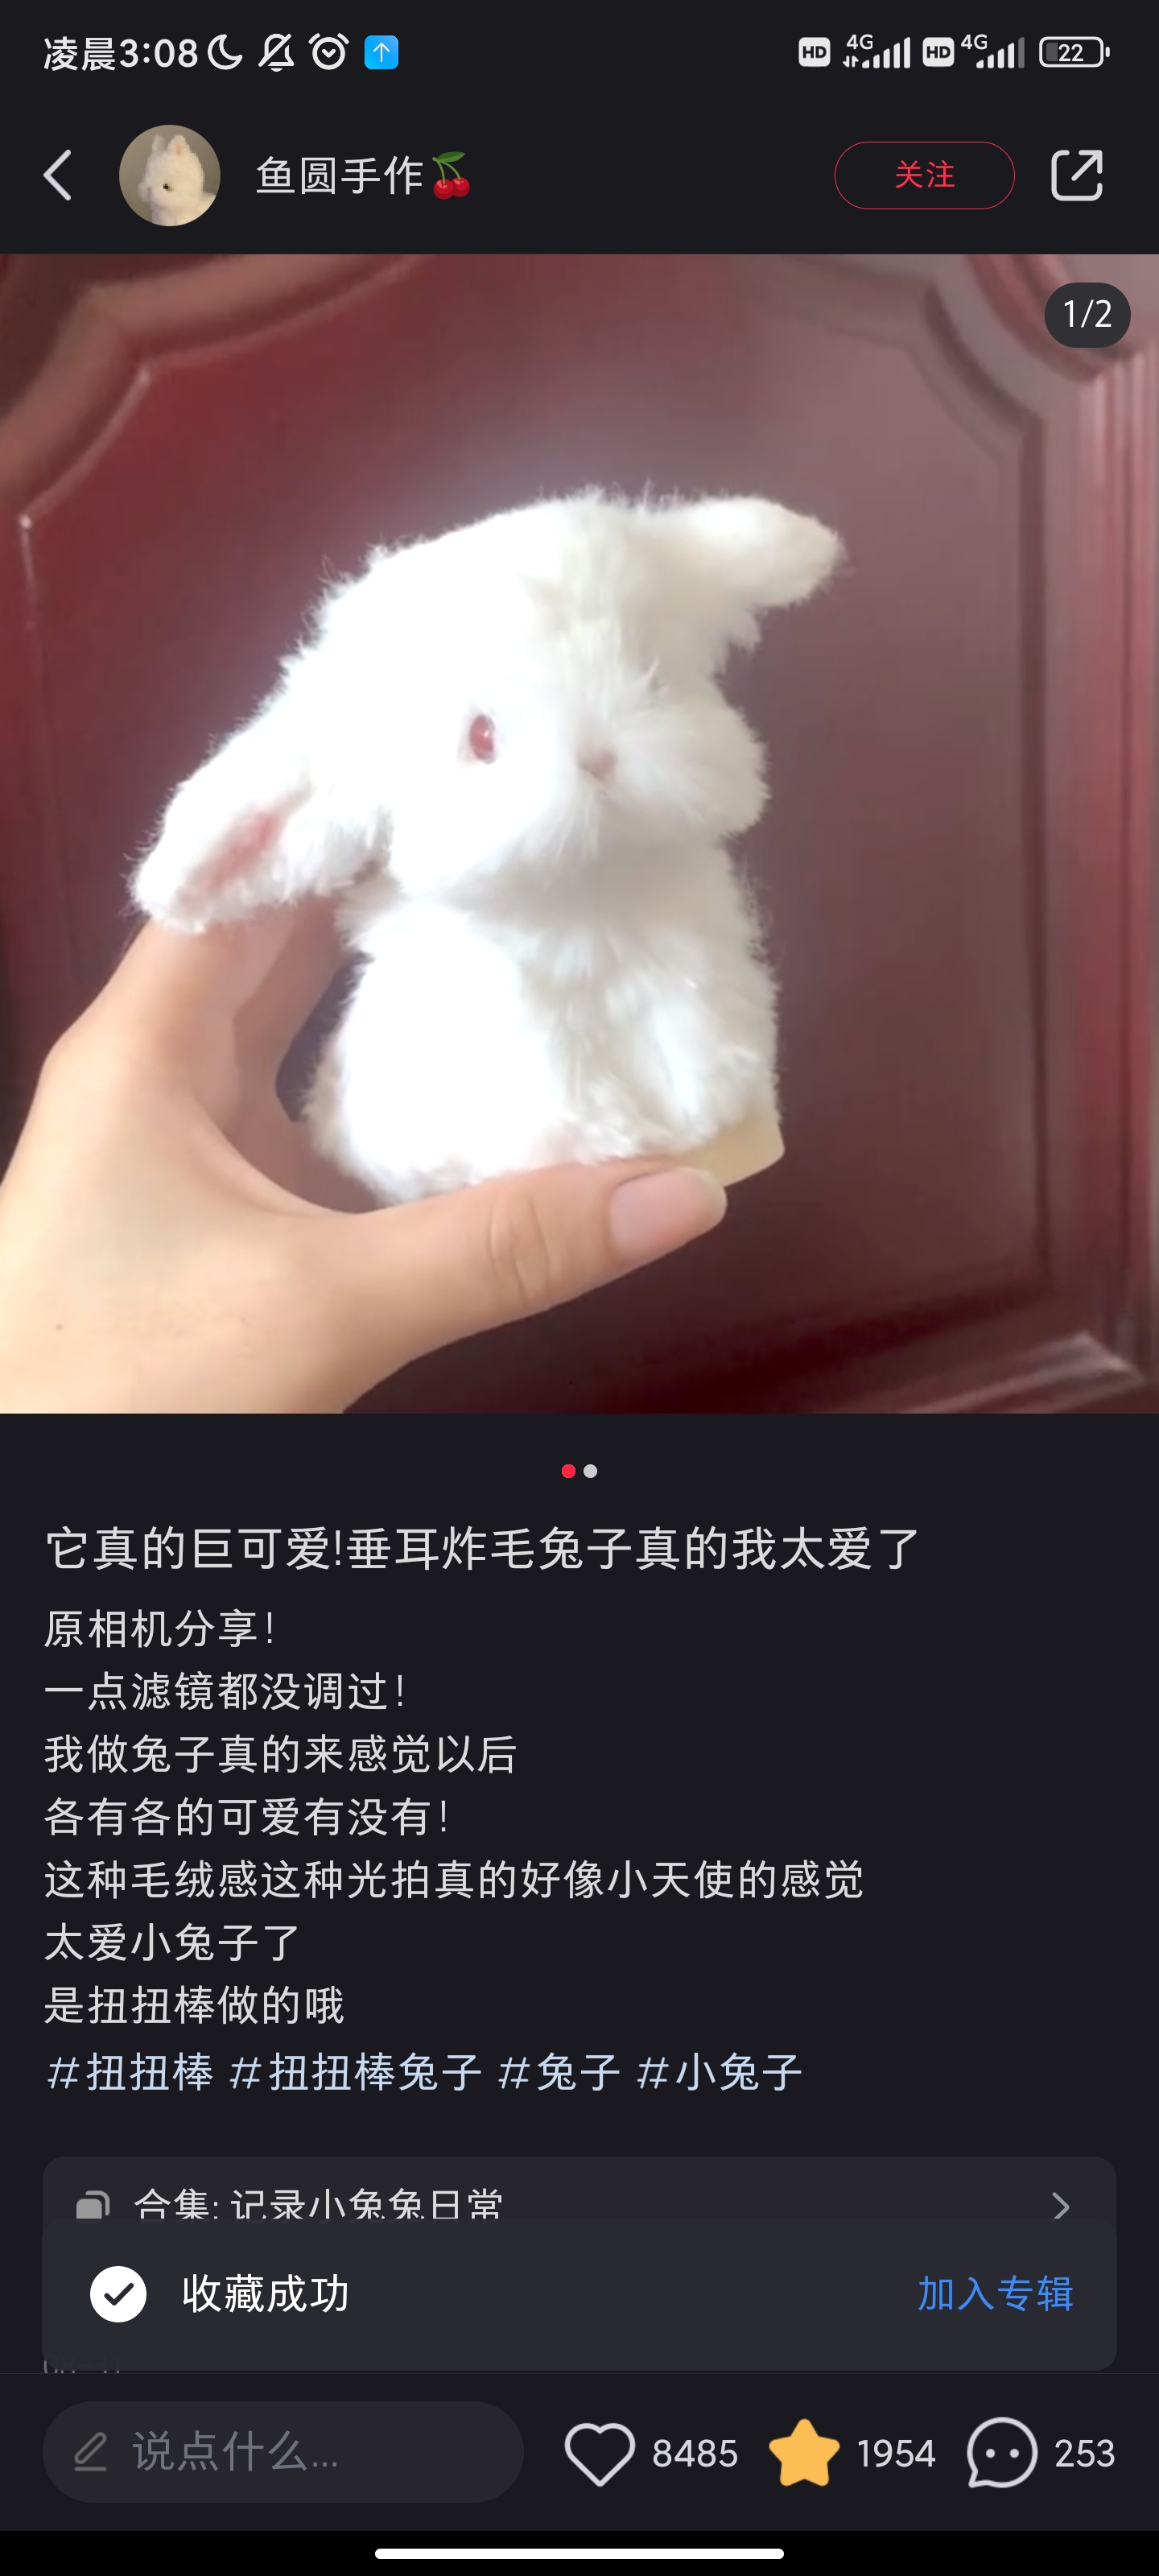 凌晨3:08
HD 4G HD 4G 22
鱼圆手作
关注
1/2
它真的巨可爱!垂耳炸毛兔子真的我太爱了
原相机分享!
一点滤镜都没调过!
我做兔子真的来感觉以后
各有各的可爱有没有!
这种毛绒感这种光拍真的好像小天使的感觉
太爱小兔子了
是扭扭棒做的哦
#扭扭棒 #扭扭棒兔子 #兔子 #小兔子
合集: 记录小兔兔日常
收藏成功
加入专辑
说点什么...
8485
1954
253